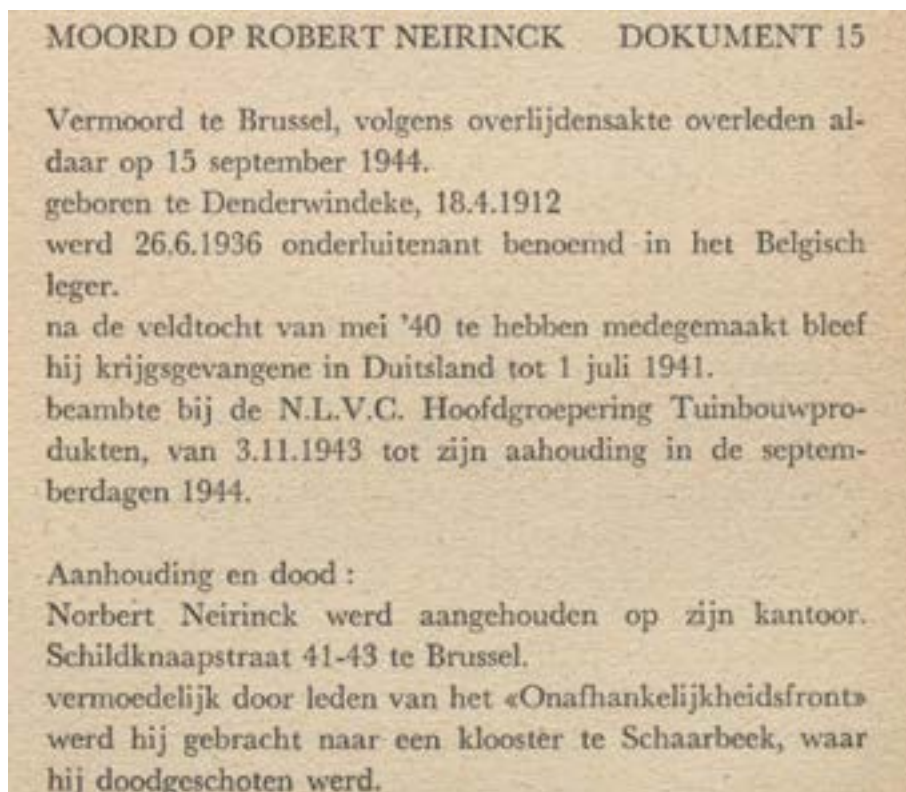 MOORD OP ROBERT NEIRINCK DOKUMENT 15
Vermoord te Brussel, volgens overlijdensakte overleden al-
daar op 15 september 1944.
geboren te Denderwindeke, 18.4.1912
werd 26.6.1936 onderluitenant benoemd in het Belgisch
leger.
na de veldtocht van mei '40 te hebben medegemaakt bleef
hij krijgsgevangene in Duitsland tot 1 juli 1941.
beambte bij de N.L.V.C. Hoofdgroepering Tuinbouwpro-
dukten, van 3.11.1943 tot zijn aahouding in de septem-
berdagen 1944.
Aanhouding en dood :
Norbert Neirinck werd aangehouden op zijn kantoor.
Schildknaapstraat 41-43 te Brussel.
vermoedelijk door leden van het «Onafhankelijkheidsfront»
werd hij gebracht naar een klooster te Schaarbeek, waar
hij doodgeschoten werd.